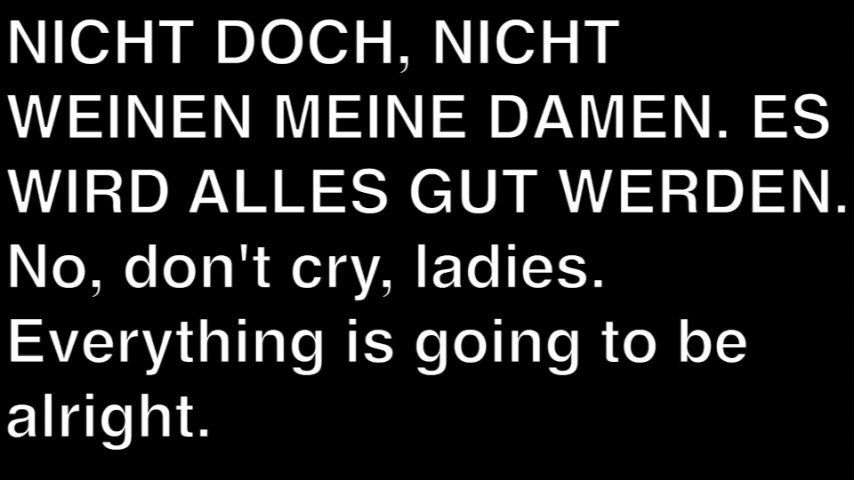 NICHT DOCH, NICHT
WEINEN MEINE DAMEN. ES
WIRD ALLES GUT WERDEN.
No, don't cry, ladies.
Everything is going to be
alright.